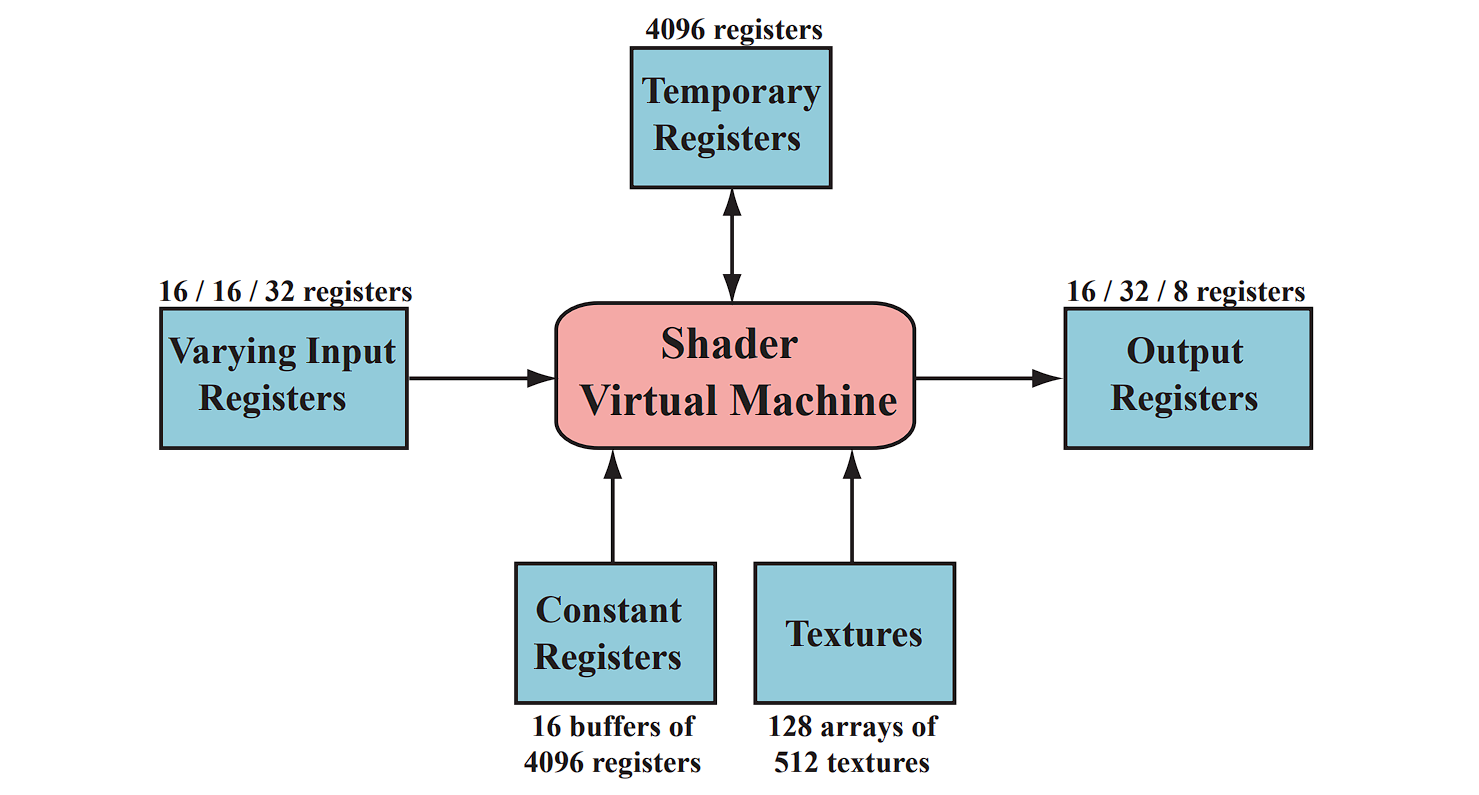 4096 registers
Temporary
Registers
16 / 16 / 32 registers
Varying Input
Registers
Shader
Virtual Machine
16 / 32 / 8 registers
Output
Registers
Constant
Registers
16 buffers of
4096 registers
Textures
128 arrays of
512 textures